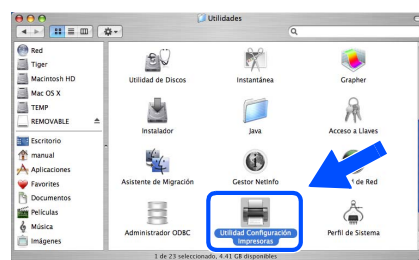 Utilidades
Red
Tiger
Macintosh HD
Mac OS X
TEMP
REMOVABLE
Escritorio
manual
Aplicaciones
Favorites
Documentos
Películas
Música
Imágenes
Utilidad de Discos
Instantánea
Grapher
Instalador
Java
Acceso a Llaves
Asistente de Migración
Gestor NetInfo
de Red
Administrador ODBC
Utilidad Configuración
Impresoras
Perfil de Sistema
1 de 23 seleccionado, 4.41 GB disponibles